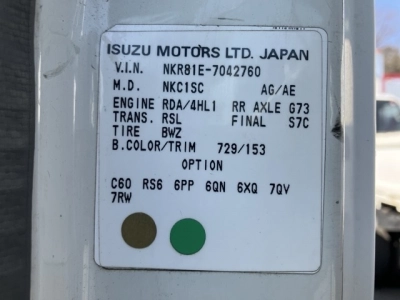 ISUZU MOTORS LTD. JAPAN
V.I.N. NKR81E-7042760
M.D. NKC1SC AG/AE
ENGINE RDA/4HL1 RR AXLE G73
TRANS. RSL FINAL S7C
TIRE BWZ
B.COLOR/TRIM 729/153
OPTION
C60 RS6 6PP 6QN 6XQ 7QV
7RW